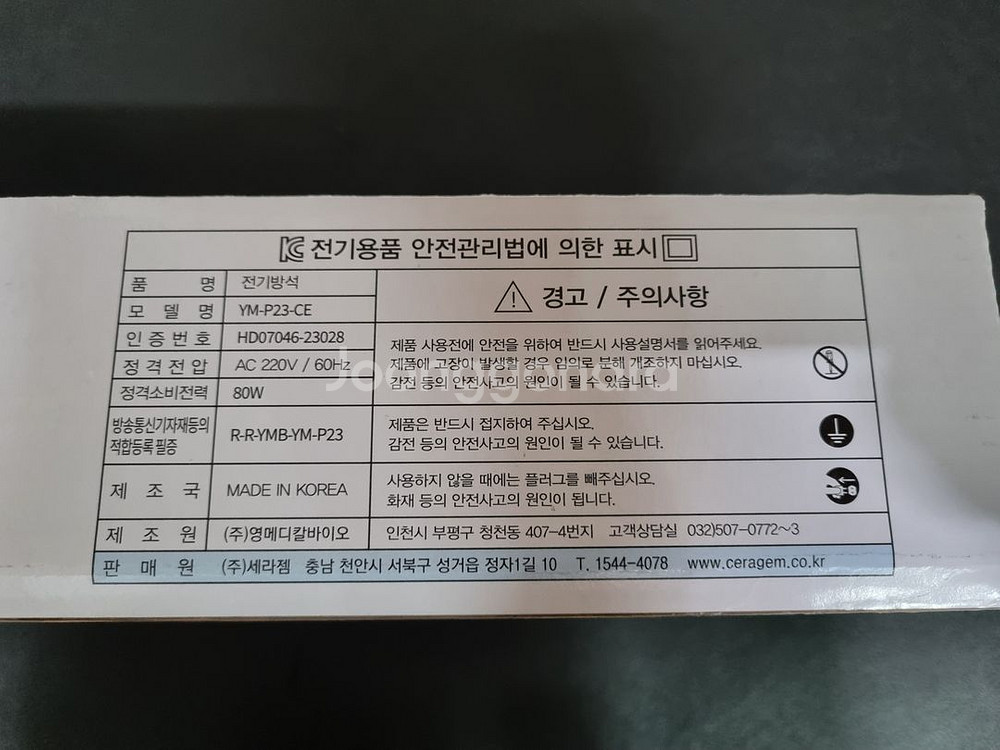 전기용품 안전관리법에 의한 표시
품 명 전기방석
모 델 명 YM-P23-CE
인 증 번 호 HD07046-23028
정 격 전 압 AC 220V / 60Hz
정격소비전력 80W
방송통신기자재등의
적합등록 필증
R-R-YMB-YM-P23
제 조 국 MADE IN KOREA
경고 / 주의사항
제품 사용전에 안전을 위하여 반드시 사용설명서를 읽어주세요.
제품에 고장이 발생할 경우 임의로 분해 개조하지 마십시오.
감전 등의 안전사고의 원인이 될 수 있습니다.
제품은 반드시 접지하여 주십시오.
감전 등의 안전사고의 원인이 될 수 있습니다.
사용하지 않을 때에는 플러그를 빼주십시오.
화재 등의 안전사고의 원인이 됩니다.
제 조 원 (주)영메디칼바이오 인천시 부평구 청천동 407-4번지 고객상담실 032)507-0772~3
판 매 원 (주)세라젬 충남 천안시 서북구 성거읍 정자1길 10 T. 1544-4078 www.ceragem.co.kr
Joonggonara